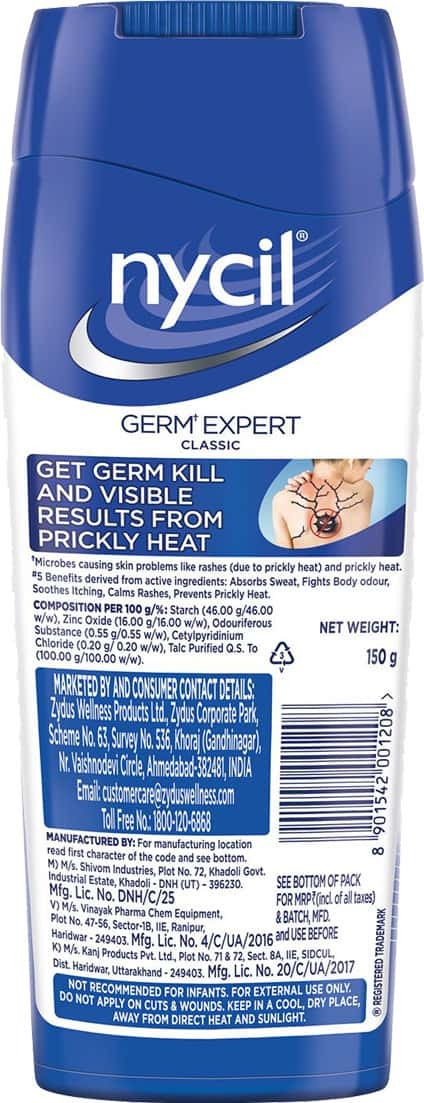 nycil®
GERM† EXPERT
CLASSIC
GET GERM KILL
AND VISIBLE
RESULTS FROM
PRICKLY HEAT
†Microbes causing skin problems like rashes (due to prickly heat) and prickly heat.
#5 Benefits derived from active ingredients: Absorbs Sweat, Fights Body odour,
Soothes Itching, Calms Rashes, Prevents Prickly Heat.
COMPOSITION PER 100 g/%: Starch (46.00 g/46.00
w/w), Zinc Oxide (16.00 g/16.00 w/w), Odouriferous
Substance (0.55 g/0.55 w/w), Cetylpyridinium
Chloride (0.20 g/ 0.20 w/w), Talc Purified Q.S. To
(100.00 g/100.00 w/w).
NET WEIGHT:
150 g
3
V
MARKETED BY AND CONSUMER CONTACT DETAILS:
Zydus Wellness Products Ltd., Zydus Corporate Park,
Scheme No. 63, Survey No. 536, Khoraj (Gandhinagar),
Nr. Vaishnodevi Circle, Ahmedabad-382481, INDIA
Email: customercare@zyduswellness.com
Toll Free No.: 1800-120-6868
8 901542 001208 >
MANUFACTURED BY: For manufacturing location
read first character of the code and see bottom.
M) M/s. Shivom Industries, Plot No. 72, Khadoli Govt.
Industrial Estate, Khadoli - DNH (UT) - 396230.
Mfg. Lic. No. DNH/C/25
V) M/s. Vinayak Pharma Chem Equipment,
Plot No. 47-56, Sector-1B, IIE, Ranipur,
Haridwar - 249403. Mfg. Lic. No. 4/C/UA/2016
K) M/s. Kanj Products Pvt. Ltd., Plot No. 71 & 72, Sect. 8A, IIE, SIDCUL,
Dist. Haridwar, Uttarakhand - 249403. Mfg. Lic. No. 20/C/UA/2017
SEE BOTTOM OF PACK
FOR MRP₹(incl. of all taxes)
& BATCH, MFD.
and USE BEFORE
® REGISTERED TRADEMARK
NOT RECOMMENDED FOR INFANTS. FOR EXTERNAL USE ONLY.
DO NOT APPLY ON CUTS & WOUNDS. KEEP IN A COOL, DRY PLACE,
AWAY FROM DIRECT HEAT AND SUNLIGHT.